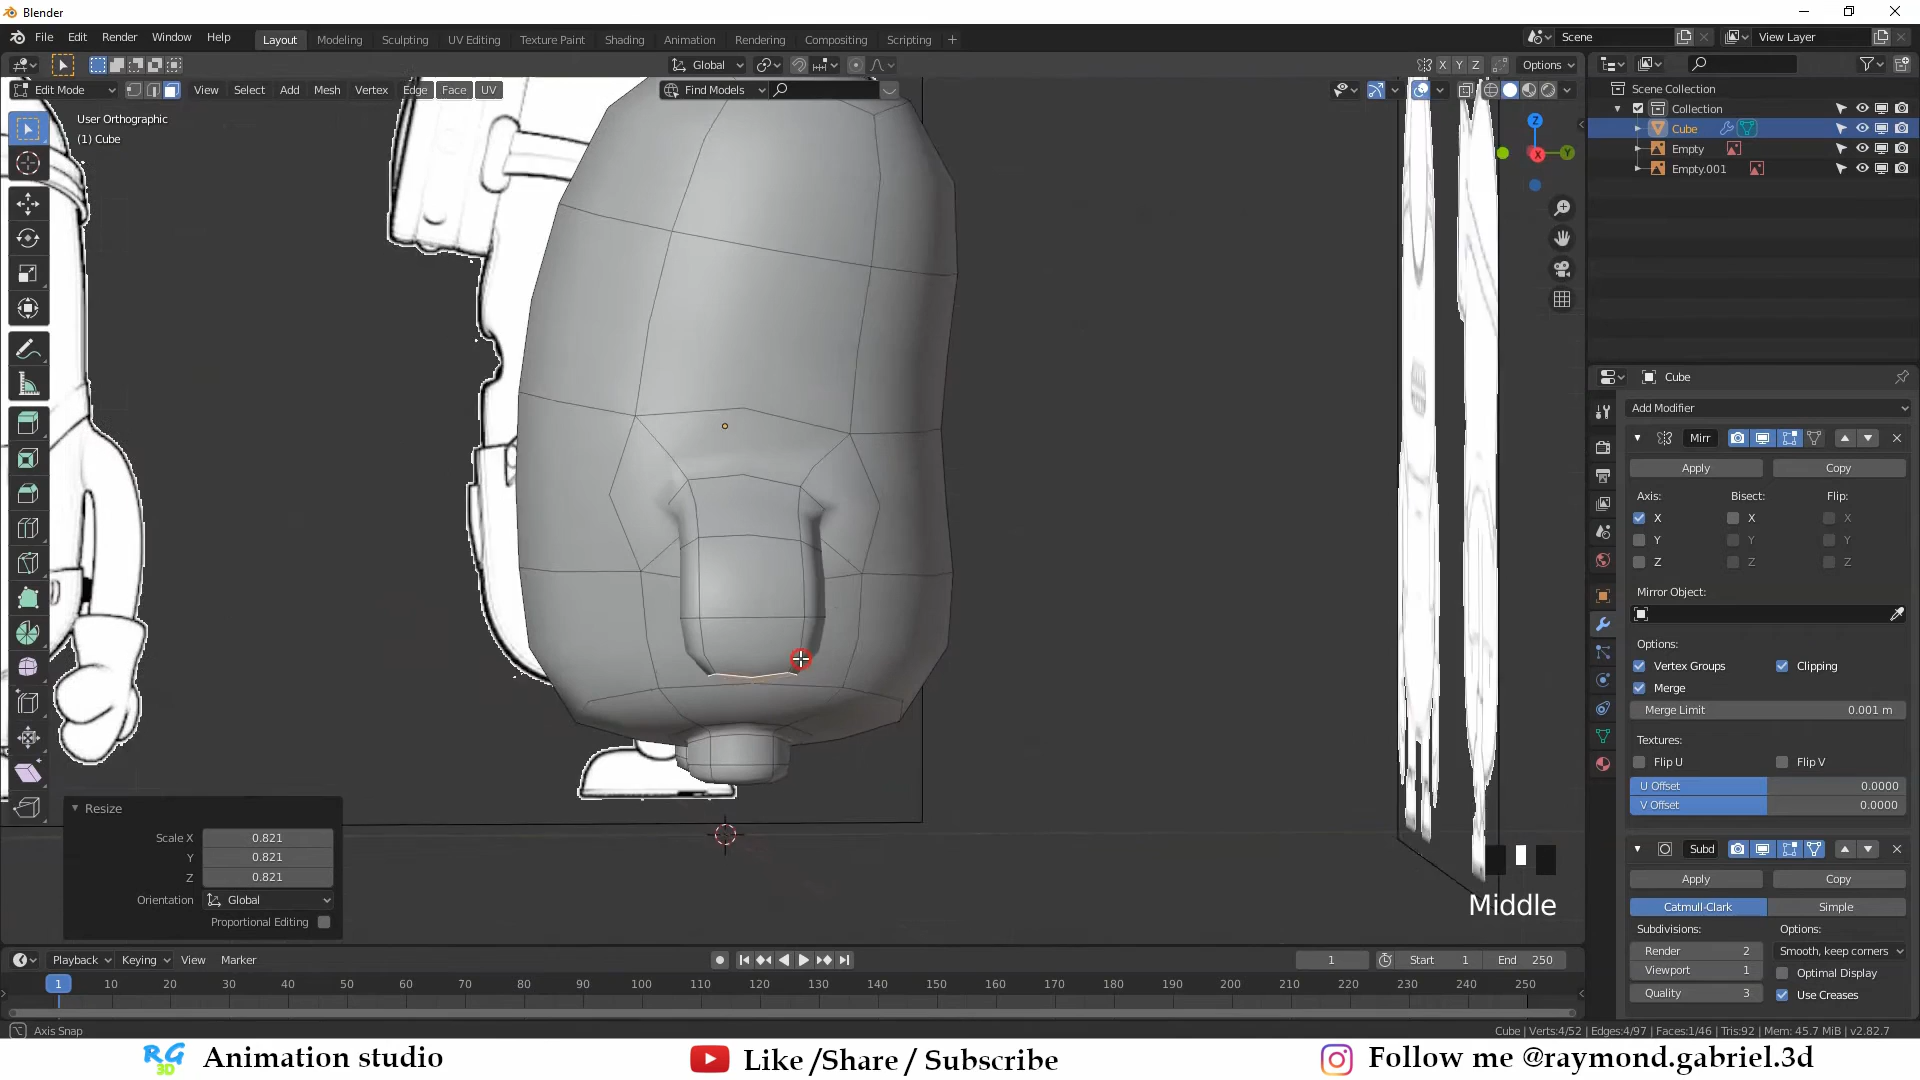 Blender
File Edit Render Window Help
Layout Modeling Sculpting UV Editing Texture Paint Shading Animation Rendering Compositing Scripting +
Scene View Layer
Global X Y Z Options
Edit Mode View Select Add Mesh Vertex Edge Face UV Find Models
User Orthographic
(1) Cube
Z X Y
Scene Collection
Collection
Cube
Empty
Empty.001
Cube
Add Modifier
Mirr
Apply Copy
Axis: Bisect: Flip:
X X X
Y Y Y
Z Z Z
Mirror Object:
Options:
Vertex Groups Clipping
Merge
Merge Limit 0.001 m
Textures:
Flip U Flip V
U Offset 0.0000
V Offset 0.0000
Subd
Apply Copy
Catmull-Clark Simple
Subdivisions: Options:
Render 2 Smooth, keep corners
Viewport 1 Optimal Display
Quality 3 Use Creases
Resize
Scale X 0.821
Y 0.821
Z 0.821
Orientation Global
Proportional Editing
Middle
Playback Keying View Marker 1 Start 1 End 250
1 10 20 30 40 50 60 70 80 90 100 110 120 130 140 150 160 170 180 190 200 210 220 230 240 250
Axis Snap
Cube | Verts:4/52 | Edges:4/97 | Faces:1/46 | Tris:92 | Mem: 45.7 MiB | v2.82.7
RG 3D Animation studio Like /Share / Subscribe Follow me @raymond.gabriel.3d